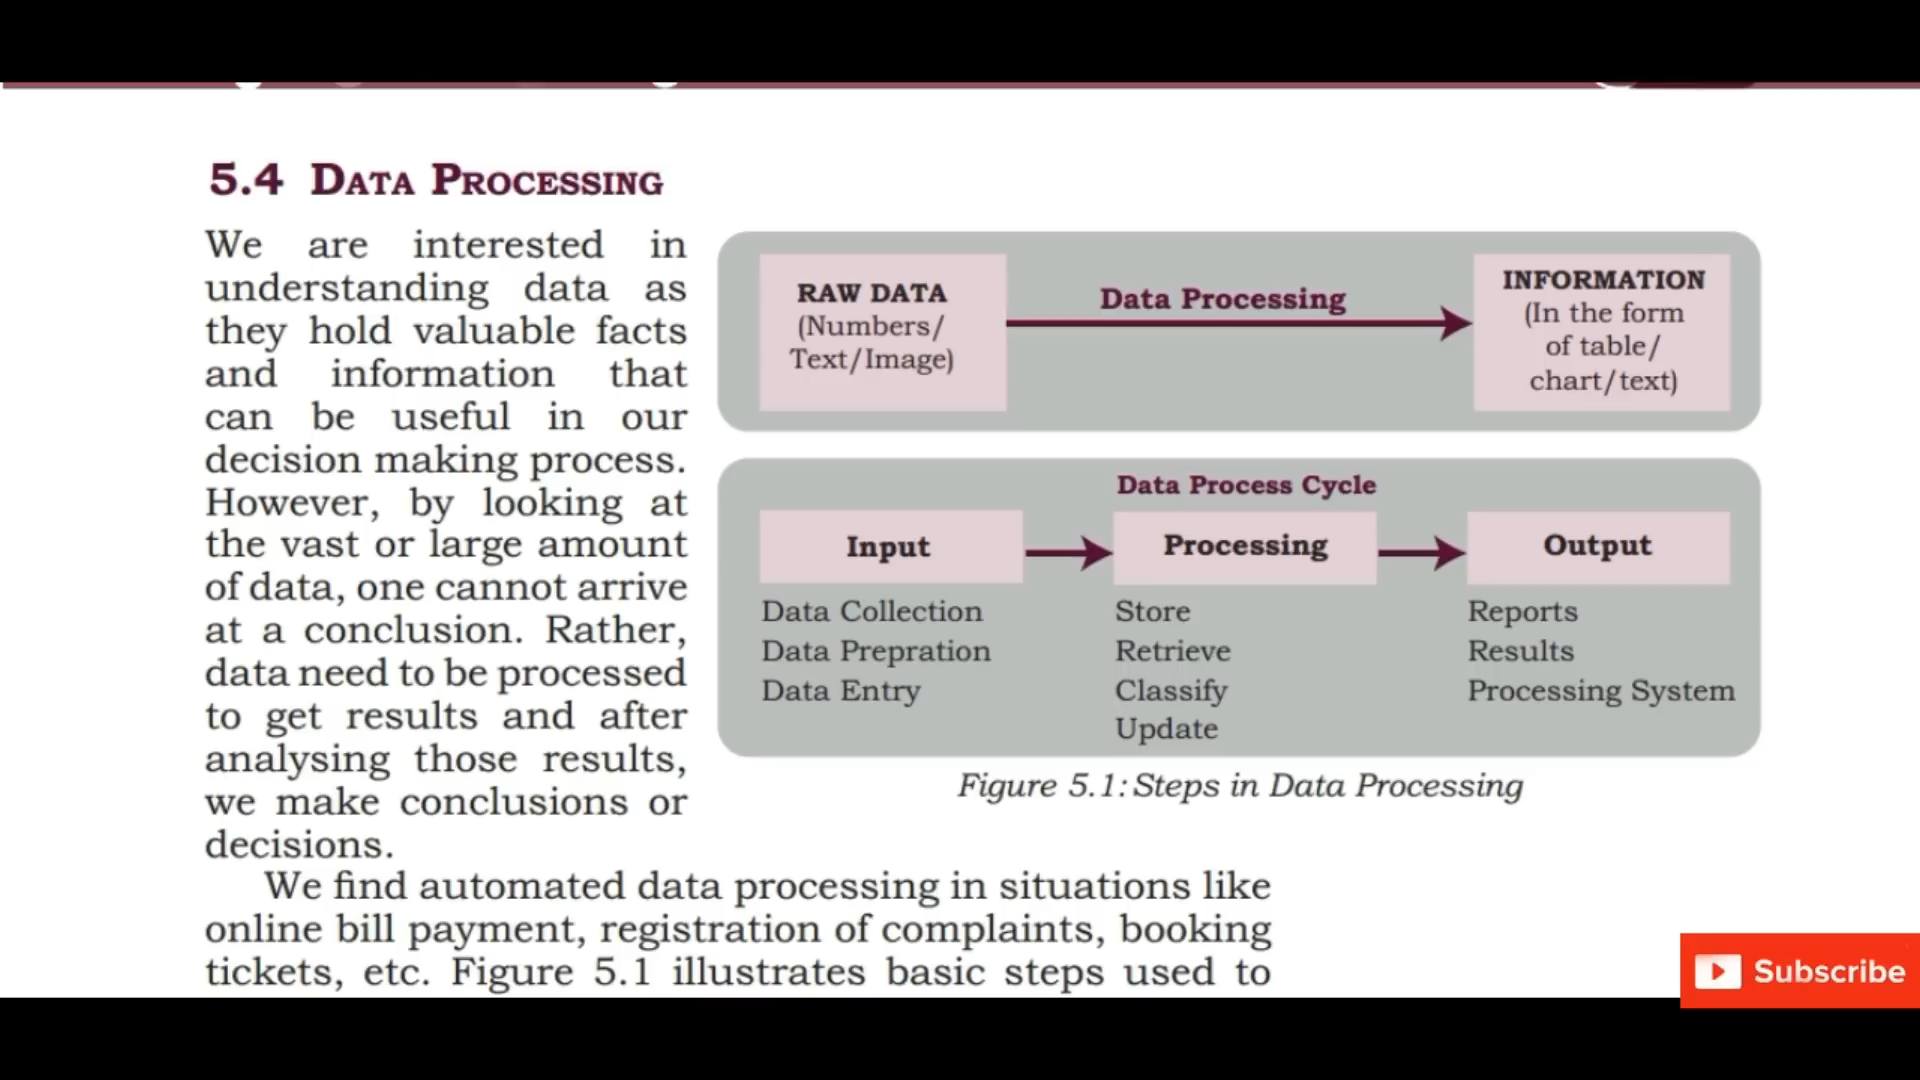 5.4 DATA PROCESSING
We are interested in
understanding data as
they hold valuable facts
and information that
can be useful in our
decision making process.
However, by looking at
the vast or large amount
of data, one cannot arrive
at a conclusion. Rather,
data need to be processed
to get results and after
analysing those results,
we make conclusions or
decisions.
RAW DATA
(Numbers/
Text/Image)
Data Processing
INFORMATION
(In the form
of table/
chart/text)
Data Process Cycle
Input
Data Collection
Data Prepration
Data Entry
Processing
Store
Retrieve
Classify
Update
Output
Reports
Results
Processing System
Figure 5.1: Steps in Data Processing
We find automated data processing in situations like
online bill payment, registration of complaints, booking
tickets, etc. Figure 5.1 illustrates basic steps used to
Subscribe